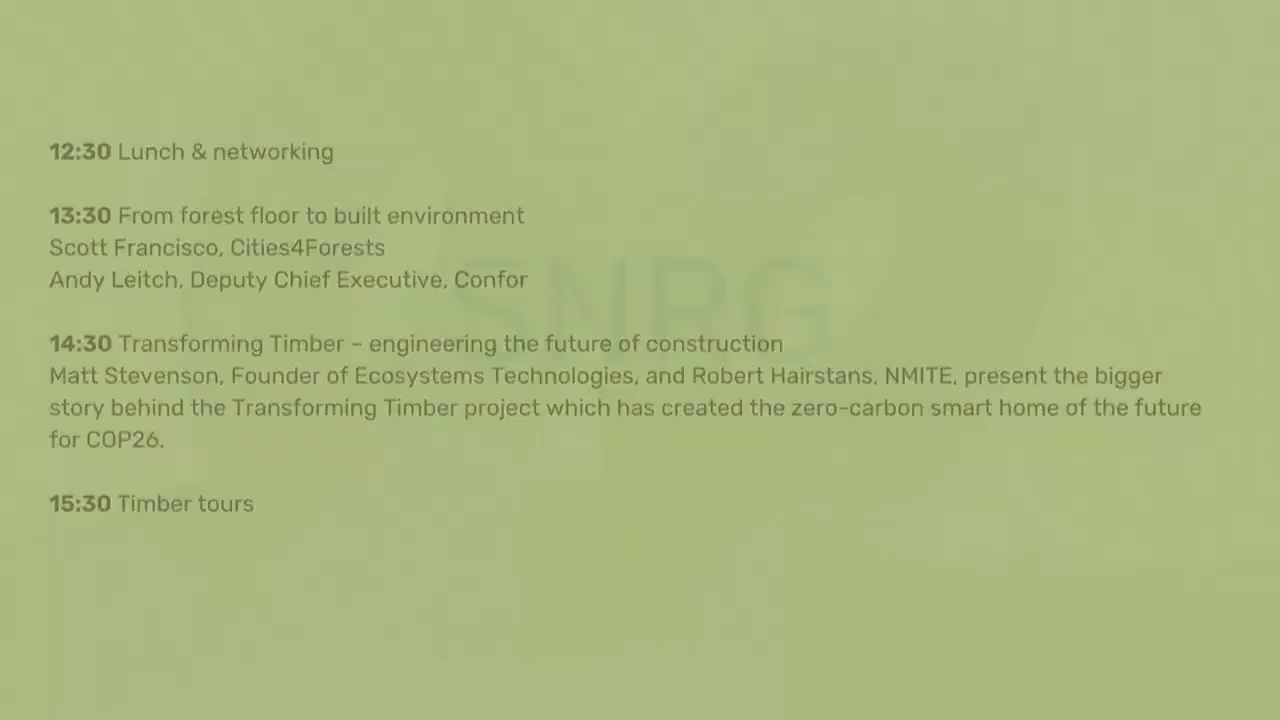 12:30 Lunch & networking
13:30 From forest floor to built environment
Scott Francisco, Cities4Forests
Andy Leitch, Deputy Chief Executive, Confor
SNRG
14:30 Transforming Timber – engineering the future of construction
Matt Stevenson, Founder of Ecosystems Technologies, and Robert Hairstans, NMITE, present the bigger
story behind the Transforming Timber project which has created the zero-carbon smart home of the future
for COP26.
15:30 Timber tours